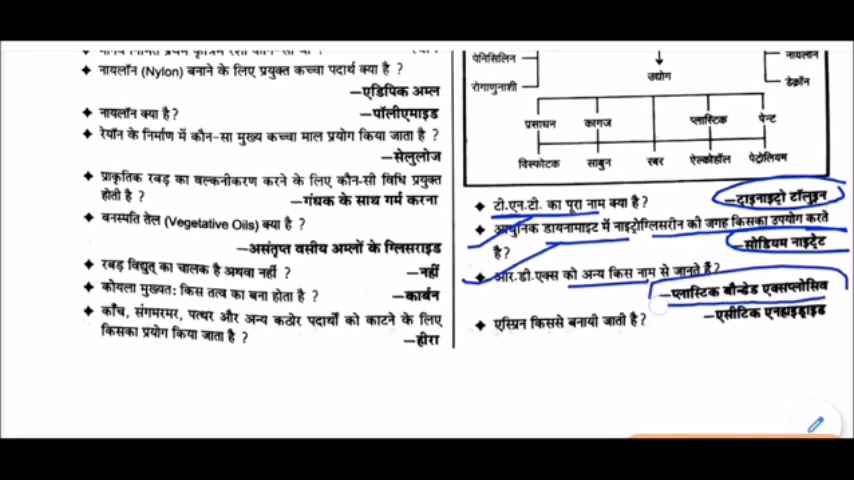 ✦ नायलॉन (Nylon) बनाने के लिए प्रयुक्त कच्चा पदार्थ क्या है ?
—एडिपिक अम्ल
✦ नायलॉन क्या है? —पॉलीएमाइड
✦ रेयॉन के निर्माण में कौन-सा मुख्य कच्चा माल प्रयोग किया जाता है ?
—सेलुलोज
✦ प्राकृतिक रबड़ का वल्कनीकरण करने के लिए कौन-सी विधि प्रयुक्त
होती है ? —गंधक के साथ गर्म करना
✦ वनस्पति तेल (Vegetative Oils) क्या है ?
—असंतृप्त वसीय अम्लों के ग्लिसराइड
✦ रबड़ विद्युत् का चालक है अथवा नहीं ? —नहीं
✦ कोयला मुख्यत: किस तत्व का बना होता है ? —कार्बन
✦ काँच, संगमरमर, पत्थर और अन्य कठोर पदार्थों को काटने के लिए
किसका प्रयोग किया जाता है ? —हीरा
पेनिसिलिन
नायलॉन
रोगाणुनाशी
उद्योग
डेक्रॉन
प्रसाधन कागज प्लास्टिक पेन्ट
विस्फोटक साबुन रबर ऐल्कोहॉल पेट्रोलियम
✦ टी.एन.टी. का पूरा नाम क्या है? —ट्राइनाइट्रो टॉलुइन
✦ आधुनिक डायनामाइट में नाइट्रोग्लिसरीन को जगह किसका उपयोग करते
है? —सोडियम नाइट्रेट
✦ आर.डी.एक्स को अन्य किस नाम से जानते हैं?
—प्लास्टिक बौन्डेड एक्सप्लोसिव
✦ एस्प्रिन किससे बनायी जाती है? —एसीटिक एनहाइड्राइड